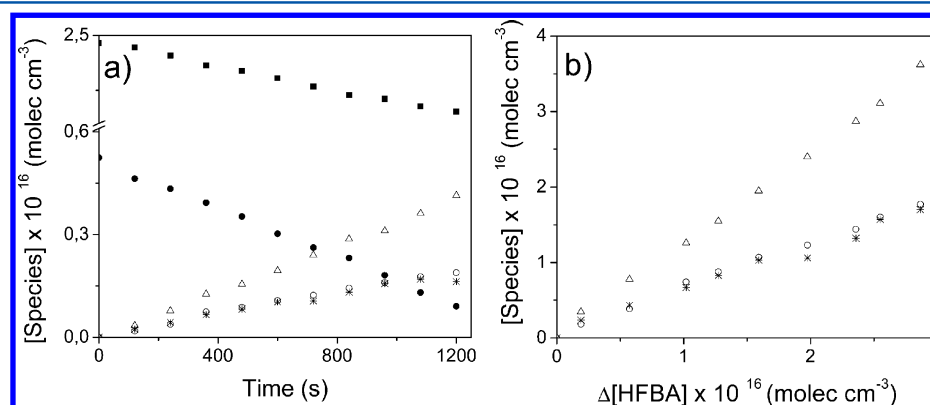 a)
2,5
0,6
0,3
0,0
0 400 800 1200
Time (s)
[Species] x 10 16 (molec cm-3)
b)
4
3
2
1
0
0 1 2
Δ[HFBA] x 10 16 (molec cm-3)
[Species] x 10 16 (molec cm-3)